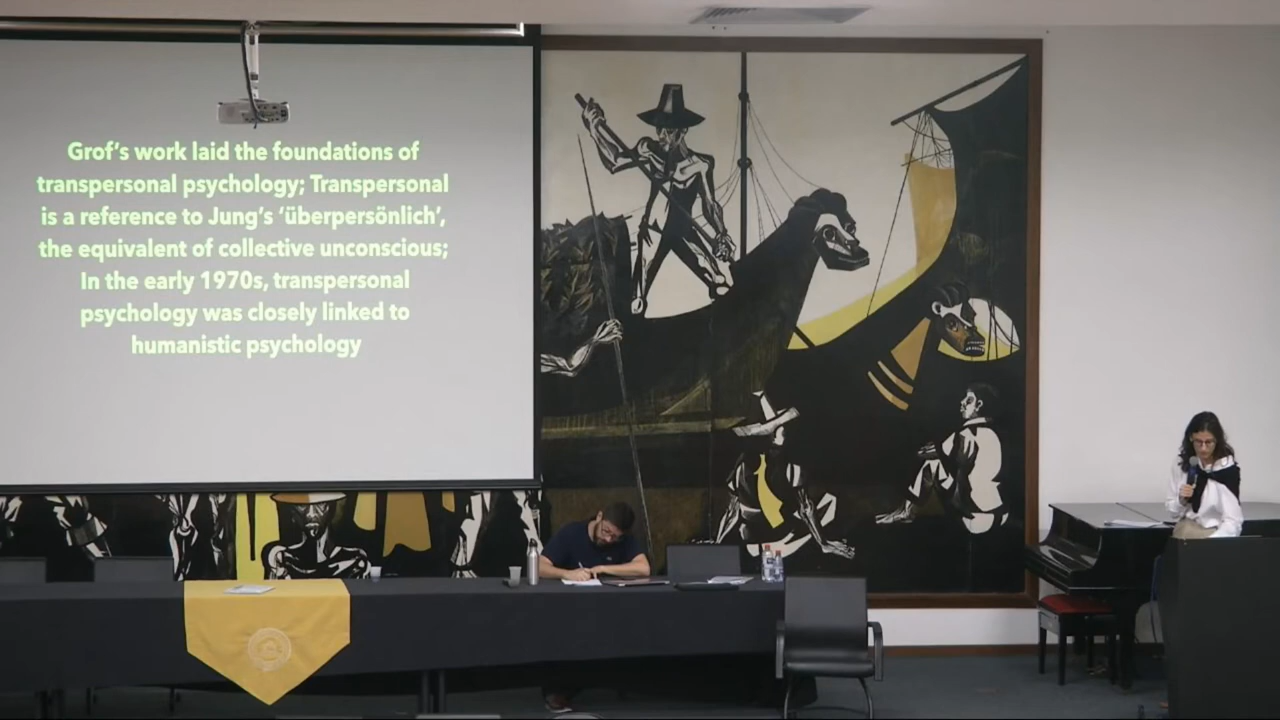 Grof's work laid the foundations of
transpersonal psychology; Transpersonal
is a reference to Jung's 'überpersönlich',
the equivalent of collective unconscious;
In the early 1970s, transpersonal
psychology was closely linked to
humanistic psychology